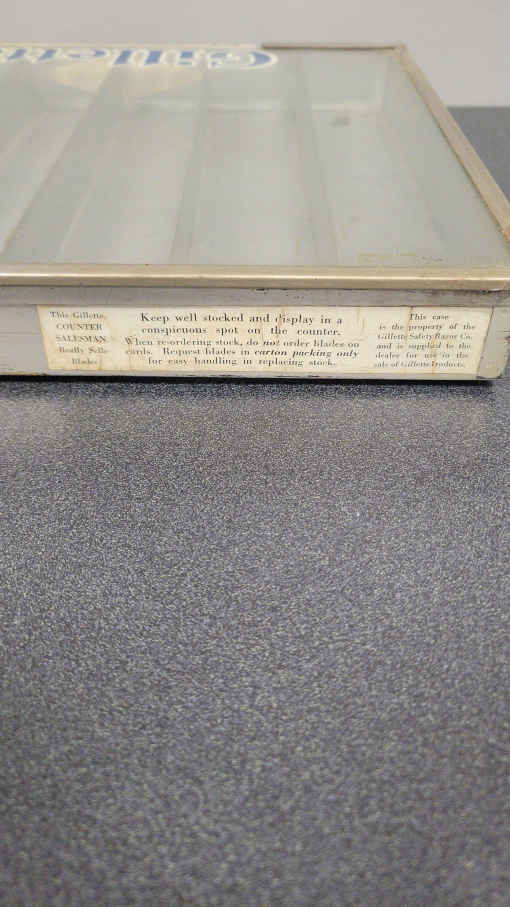 Gillette
This Gillette
COUNTER
SALESMAN
Really Sells
Blades
Keep well stocked and display in a
conspicuous spot on the counter.
When re-ordering stock, do not order blades on
cards. Request blades in carton packing only
for easy handling in replacing stock.
This case
is the property of the
Gillette Safety Razor Co.
and is supplied to the
dealer for use in the
sale of Gillette Products.